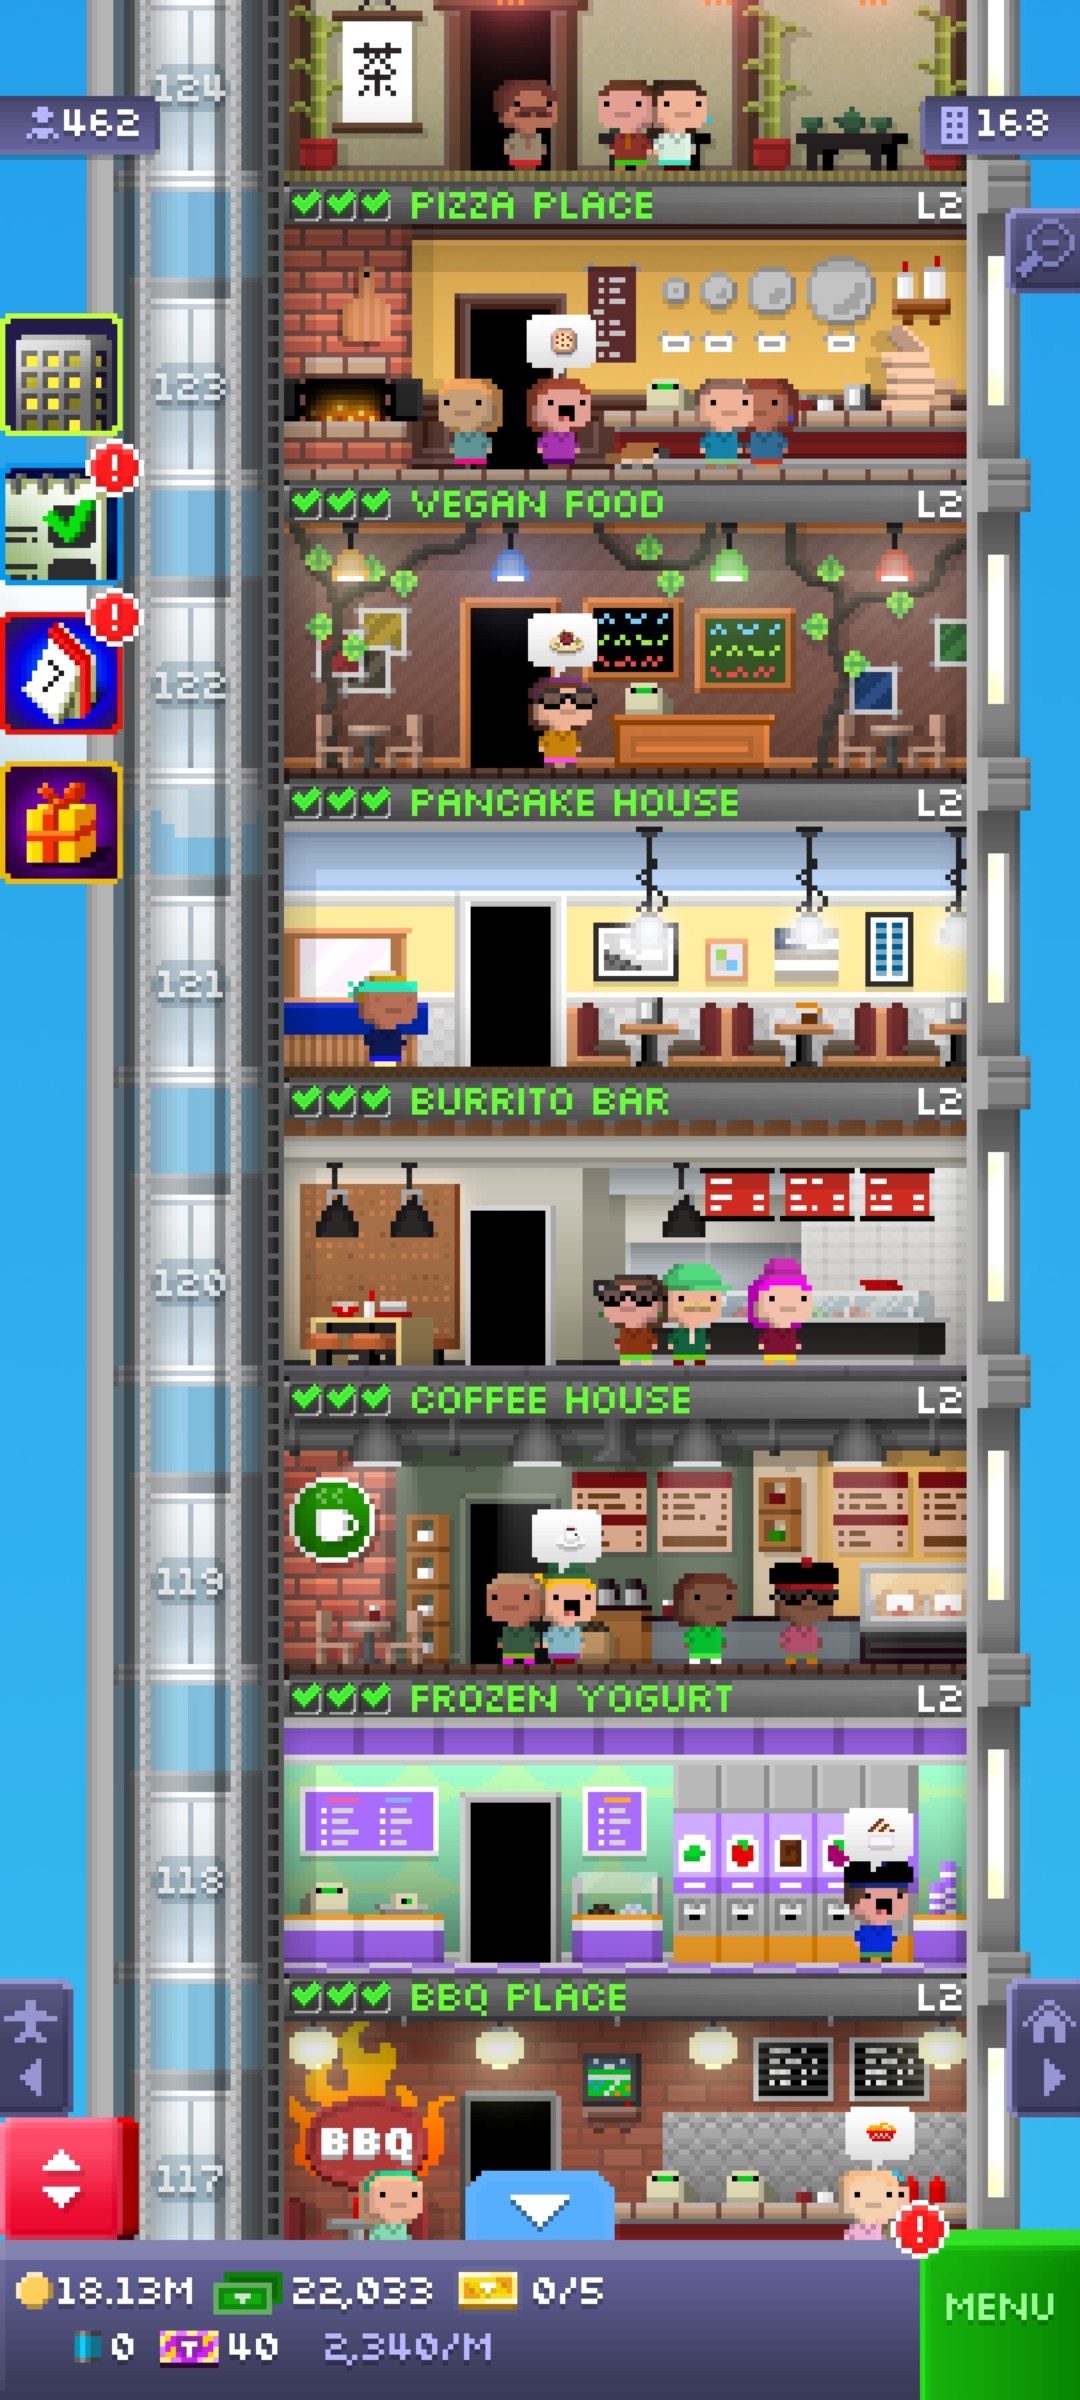 茶
124
462
168
PIZZA PLACE L2
123
VEGAN FOOD L2
122
PANCAKE HOUSE L2
121
BURRITO BAR L2
120
COFFEE HOUSE L2
119
FROZEN YOGURT L2
118
BBQ PLACE L2
BBQ
117
18.13M 22,033 0/5
MENU
0 T 40 2,340/M